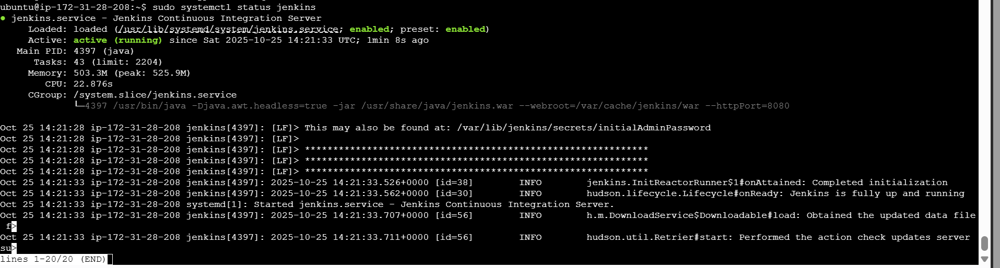 ubuntu@ip-172-31-28-208:~$ sudo systemctl status jenkins
● jenkins.service - Jenkins Continuous Integration Server
     Loaded: loaded (/usr/lib/systemd/system/jenkins.service; enabled; preset: enabled)
     Active: active (running) since Sat 2025-10-25 14:21:33 UTC; 1min 8s ago
   Main PID: 4397 (java)
      Tasks: 43 (limit: 2204)
     Memory: 503.3M (peak: 525.9M)
        CPU: 22.876s
     CGroup: /system.slice/jenkins.service
             └─4397 /usr/bin/java -Djava.awt.headless=true -jar /usr/share/java/jenkins.war --webroot=/var/cache/jenkins/war --httpPort=8080

Oct 25 14:21:28 ip-172-31-28-208 jenkins[4397]: [LF]> This may also be found at: /var/lib/jenkins/secrets/initialAdminPassword
Oct 25 14:21:28 ip-172-31-28-208 jenkins[4397]: [LF]>
Oct 25 14:21:28 ip-172-31-28-208 jenkins[4397]: [LF]> *************************************************************
Oct 25 14:21:28 ip-172-31-28-208 jenkins[4397]: [LF]> *************************************************************
Oct 25 14:21:28 ip-172-31-28-208 jenkins[4397]: [LF]> *************************************************************
Oct 25 14:21:33 ip-172-31-28-208 jenkins[4397]: 2025-10-25 14:21:33.526+0000 [id=38]        INFO        jenkins.InitReactorRunner$1#onAttained: Completed initialization
Oct 25 14:21:33 ip-172-31-28-208 jenkins[4397]: 2025-10-25 14:21:33.562+0000 [id=30]        INFO        hudson.lifecycle.Lifecycle#onReady: Jenkins is fully up and running
Oct 25 14:21:33 ip-172-31-28-208 systemd[1]: Started jenkins.service - Jenkins Continuous Integration Server.
Oct 25 14:21:33 ip-172-31-28-208 jenkins[4397]: 2025-10-25 14:21:33.707+0000 [id=56]        INFO        h.m.DownloadService$Downloadable#load: Obtained the updated data file
 f>
Oct 25 14:21:33 ip-172-31-28-208 jenkins[4397]: 2025-10-25 14:21:33.711+0000 [id=56]        INFO        hudson.util.Retrier#start: Performed the action check updates server
su>
lines 1-20/20 (END)